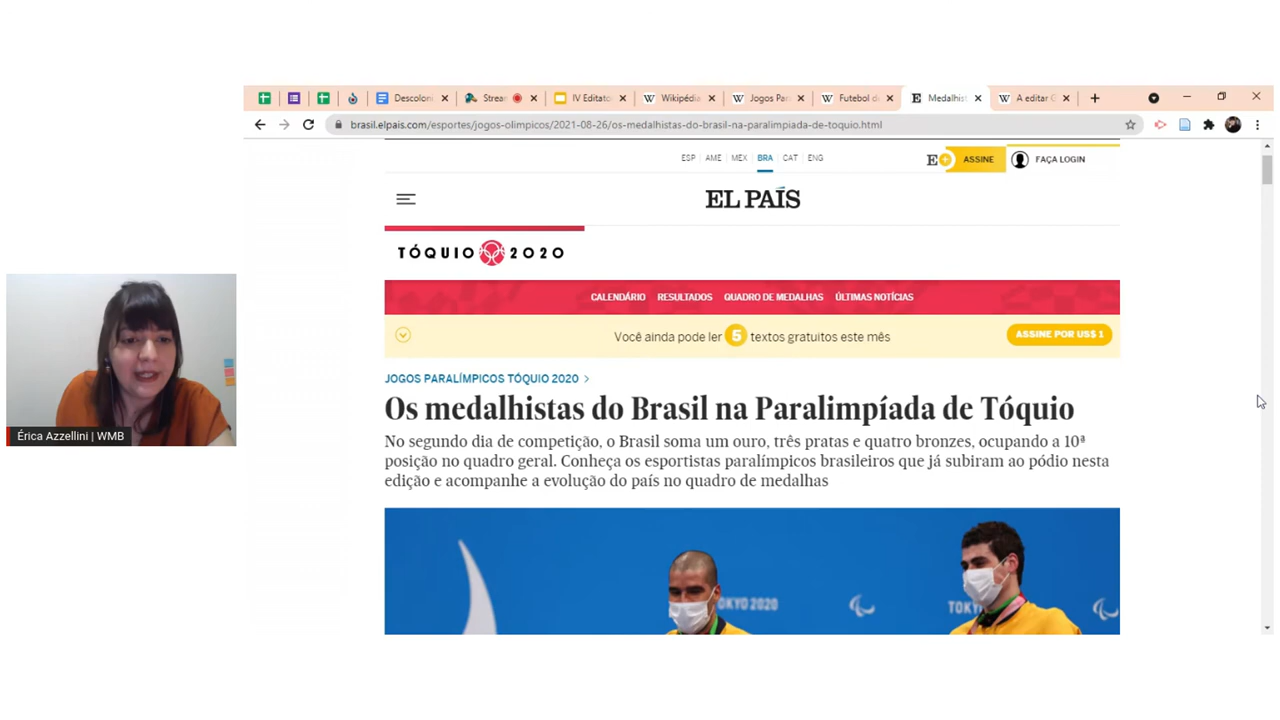 Descolon
Strea
IV Editato
Wikipédia
Jogos Par
Futebol d
Medalhist
A editar G
brasil.elpais.com/esportes/jogos-olimpicos/2021-08-26/os-medalhistas-do-brasil-na-paralimpiada-de-toquio.html
ESP AME MEX BRA CAT ENG
E+ ASSINE
FAÇA LOGIN
EL PAÍS
TÓQUIO 2020
CALENDÁRIO RESULTADOS QUADRO DE MEDALHAS ÚLTIMAS NOTÍCIAS
Você ainda pode ler 5 textos gratuitos este mês
ASSINE POR US$ 1
JOGOS PARALÍMPICOS TÓQUIO 2020 >
Os medalhistas do Brasil na Paralimpíada de Tóquio
No segundo dia de competição, o Brasil soma um ouro, três pratas e quatro bronzes, ocupando a 10ª
posição no quadro geral. Conheça os esportistas paralímpicos brasileiros que já subiram ao pódio nesta
edição e acompanhe a evolução do país no quadro de medalhas
TOKYO 2020
TOKY
Érica Azzellini | WMB